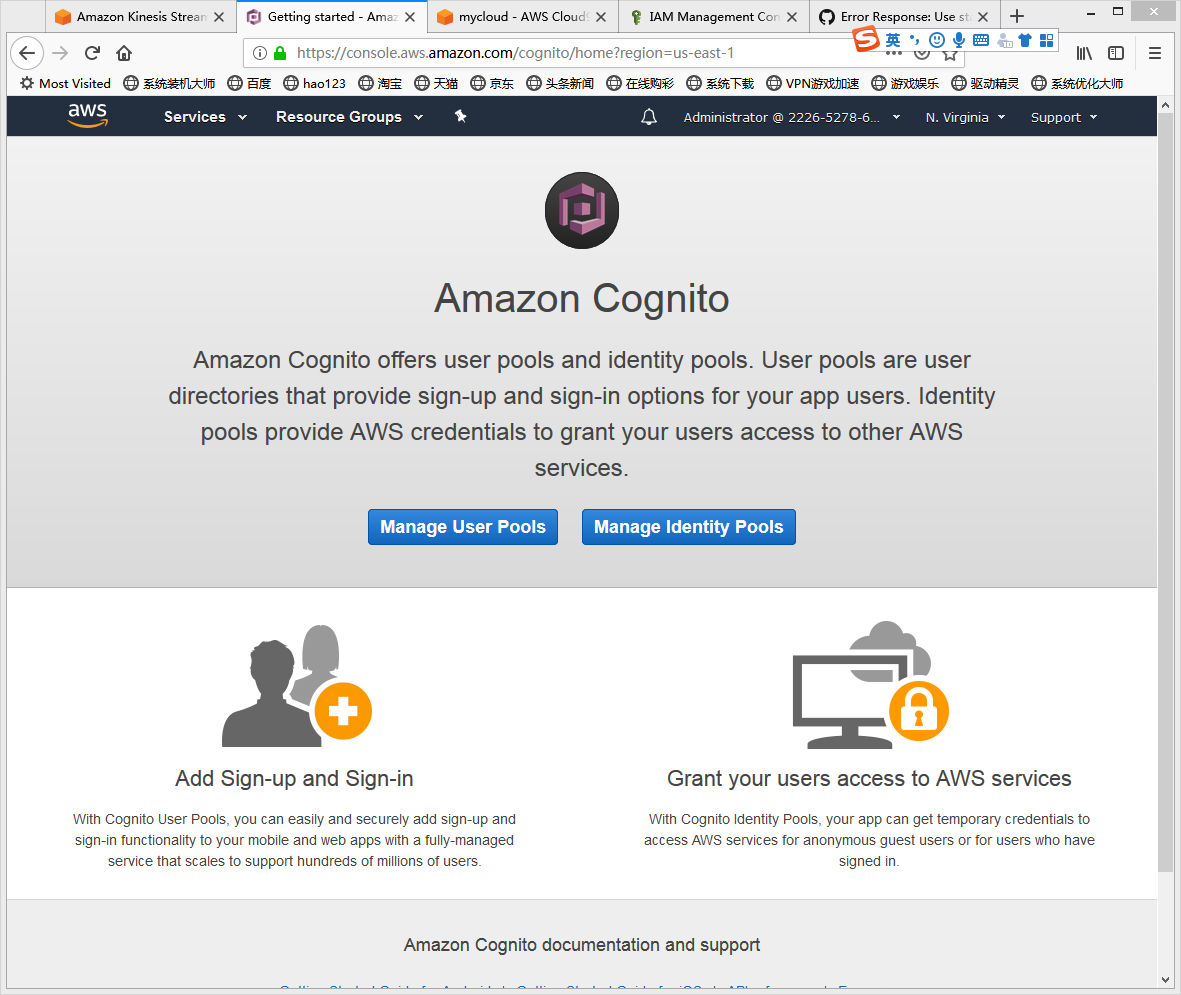 Amazon Kinesis Stream
Getting started - Amaz
mycloud - AWS Cloud
IAM Management Con
Error Response: Use st
https://console.aws.amazon.com/cognito/home?region=us-east-1
英
Most Visited 系统装机大师 百度 hao123 淘宝 天猫 京东 头条新闻 在线购彩 系统下载 VPN游戏加速 游戏娱乐 驱动精灵 系统优化大师
aws Services Resource Groups Administrator @ 2226-5278-6... N. Virginia Support
Amazon Cognito
Amazon Cognito offers user pools and identity pools. User pools are user
directories that provide sign-up and sign-in options for your app users. Identity
pools provide AWS credentials to grant your users access to other AWS
services.
Manage User Pools Manage Identity Pools
Add Sign-up and Sign-in
With Cognito User Pools, you can easily and securely add sign-up and
sign-in functionality to your mobile and web apps with a fully-managed
service that scales to support hundreds of millions of users.
Grant your users access to AWS services
With Cognito Identity Pools, your app can get temporary credentials to
access AWS services for anonymous guest users or for users who have
signed in.
Amazon Cognito documentation and support